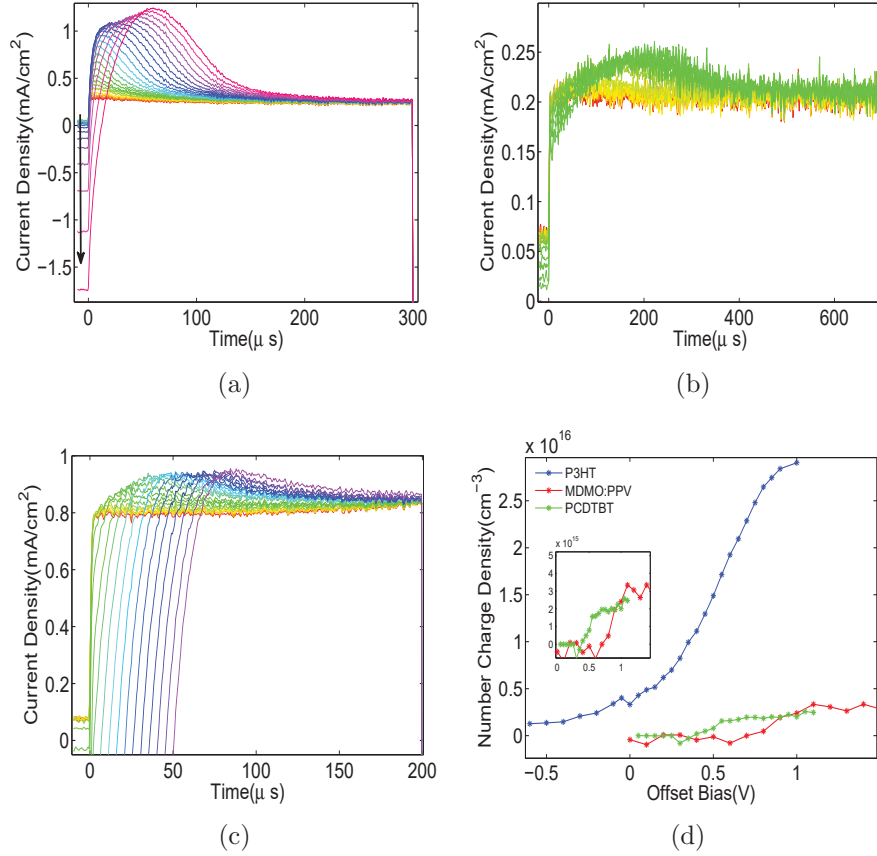 1
0.5
0
−0.5
−1
−1.5
Current Density(mA/cm²)
0 100 200 300
Time(μ s)
(a)
0.25
0.2
0.15
0.1
0.05
0
Current Density(mA/cm²)
0 200 400 600
Time(μ s)
(b)
1
0.8
0.6
0.4
0.2
0
Current Density(mA/cm²)
0 50 100 150 200
Time(μ s)
(c)
x 10¹⁶
2.5
2
1.5
1
0.5
0
Number Charge Density(cm⁻³)
P3HT
MDMO:PPV
PCDTBT
x 10¹⁵
5
4
3
2
1
0
0 0.5 1
−0.5 0 0.5 1
Offset Bias(V)
(d)